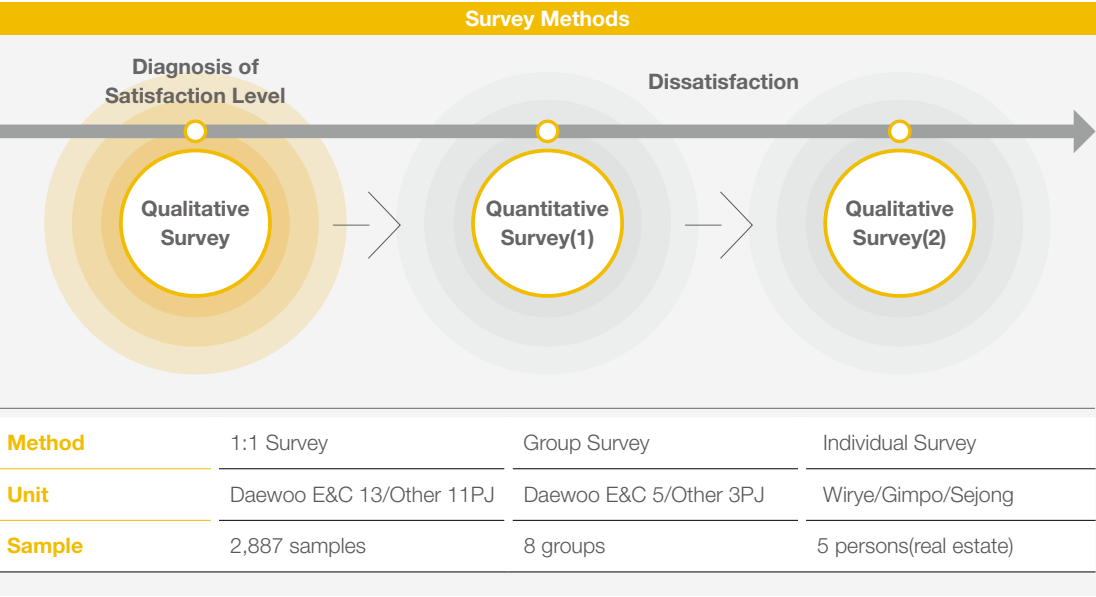 Survey Methods
Diagnosis of
Satisfaction Level
Dissatisfaction
Qualitative
Survey
Quantitative
Survey(1)
Qualitative
Survey(2)
Method 1:1 Survey Group Survey Individual Survey
Unit Daewoo E&C 13/Other 11PJ Daewoo E&C 5/Other 3PJ Wirye/Gimpo/Sejong
Sample 2,887 samples 8 groups 5 persons(real estate)